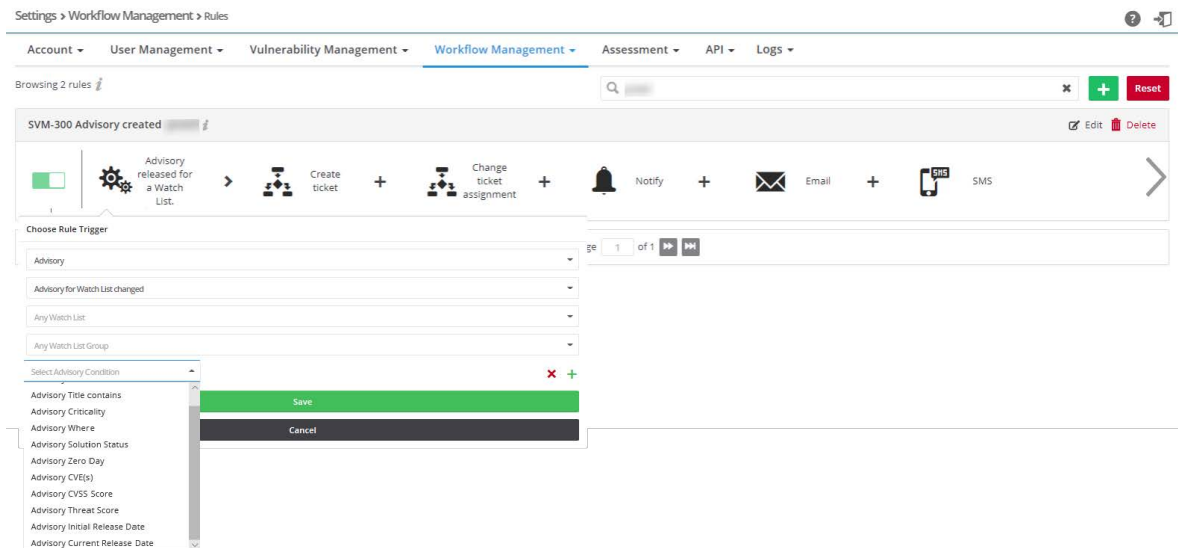 Settings > Workflow Management > Rules
Account User Management Vulnerability Management Workflow Management Assessment API Logs
Browsing 2 rules i
Reset
SVM-300 Advisory created i
Edit Delete
Advisory
released for
a Watch
List.
Create
ticket
Change
ticket
assignment
Notify
Email
SMS
SMS
Choose Rule Trigger
1 of 1
Advisory
Advisory for Watch List changed
Any Watch List
Any Watch List Group
Select Advisory Condition
Advisory Title contains
Save
Advisory Criticality
Advisory Where
Cancel
Advisory Solution Status
Advisory Zero Day
Advisory CVE(s)
Advisory CVSS Score
Advisory Threat Score
Advisory Initial Release Date
Advisory Current Release Date